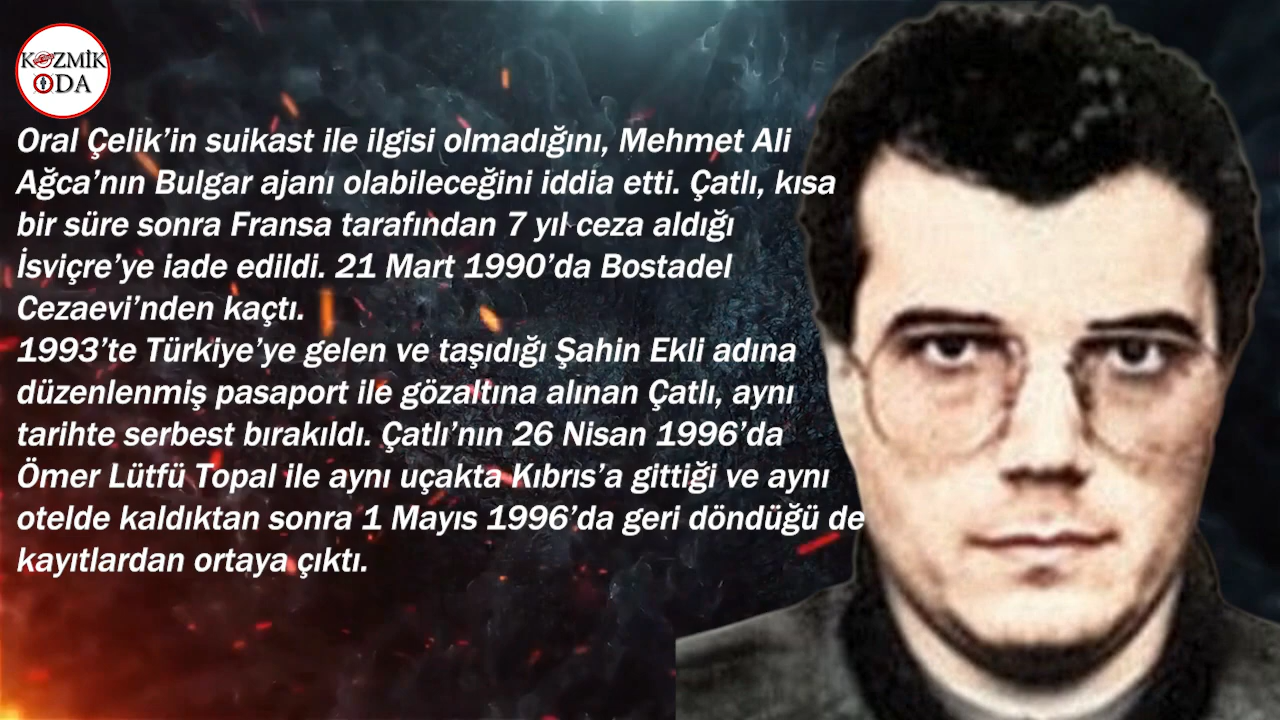 KOZMİK
ODA
Oral Çelik’in suikast ile ilgisi olmadığını, Mehmet Ali
Ağca’nın Bulgar ajanı olabileceğini iddia etti. Çatlı, kısa
bir süre sonra Fransa tarafından 7 yıl ceza aldığı
İsviçre’ye iade edildi. 21 Mart 1990’da Bostadel
Cezaevi’nden kaçtı.
1993’te Türkiye’ye gelen ve taşıdığı Şahin Ekli adına
düzenlenmiş pasaport ile gözaltına alınan Çatlı, aynı
tarihte serbest bırakıldı. Çatlı’nın 26 Nisan 1996’da
Ömer Lütfü Topal ile aynı uçakta Kıbrıs’a gittiği ve aynı
otelde kaldıktan sonra 1 Mayıs 1996’da geri döndüğü de
kayıtlardan ortaya çıktı.